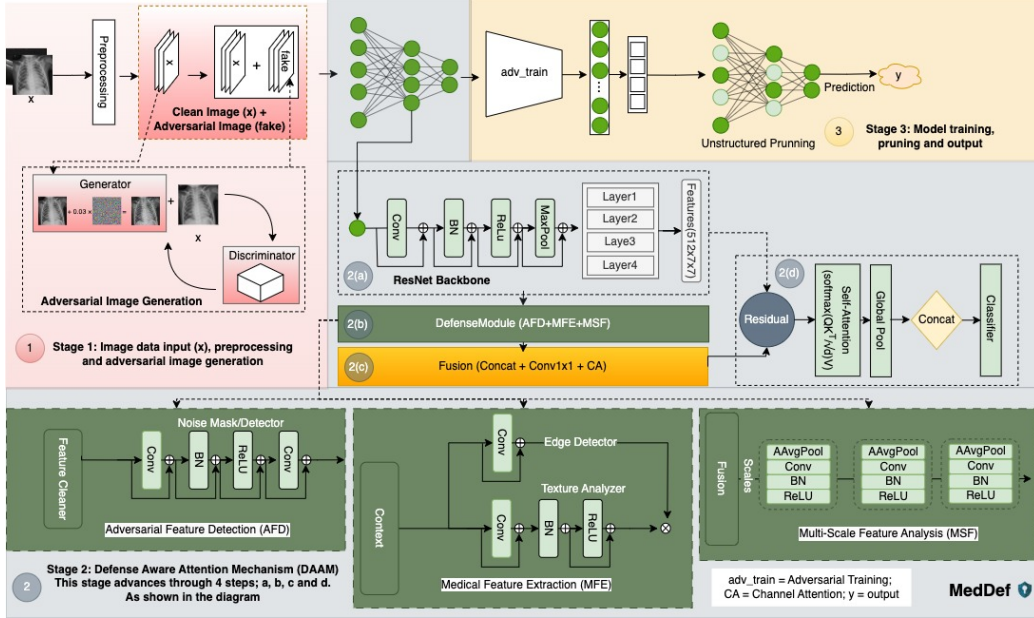 x
Preprocessing
x
x
+
fake
Clean Image (x) +
Adversarial Image (fake)
Generator
+ 0.03 ×
=
+
x
Discriminator
Adversarial Image Generation
1
Stage 1: Image data input (x), preprocessing
and adversarial image generation
adv_train
...
Unstructured Prunning
Prediction
y
3
Stage 3: Model training,
pruning and output
Conv
BN
ReLu
MaxPool
Layer1
Layer2
Laye3
Layer4
Features(512x7x7)
2(a)
ResNet Backbone
2(b)
DefenseModule (AFD+MFE+MSF)
2(c)
Fusion (Concat + Conv1x1 + CA)
2(d)
Residual
Self-Attention
(softmax(QKᵀ/√d)V)
Global Pool
Concat
Classifier
Feature Cleaner
Noise Mask/Detector
Conv
BN
ReLU
Conv
Adversarial Feature Detection (AFD)
Context
Conv
Edge Detector
Texture Analyzer
Conv
BN
ReLU
Medical Feature Extraction (MFE)
Fusion
Scales
AAvgPool
Conv
BN
ReLU
AAvgPool
Conv
BN
ReLU
AAvgPool
Conv
BN
ReLU
Multi-Scale Feature Analysis (MSF)
2
Stage 2: Defense Aware Attention Mechanism (DAAM)
This stage advances through 4 steps; a, b, c and d.
As shown in the diagram
adv_train = Adversarial Training;
CA = Channel Attention; y = output
MedDef